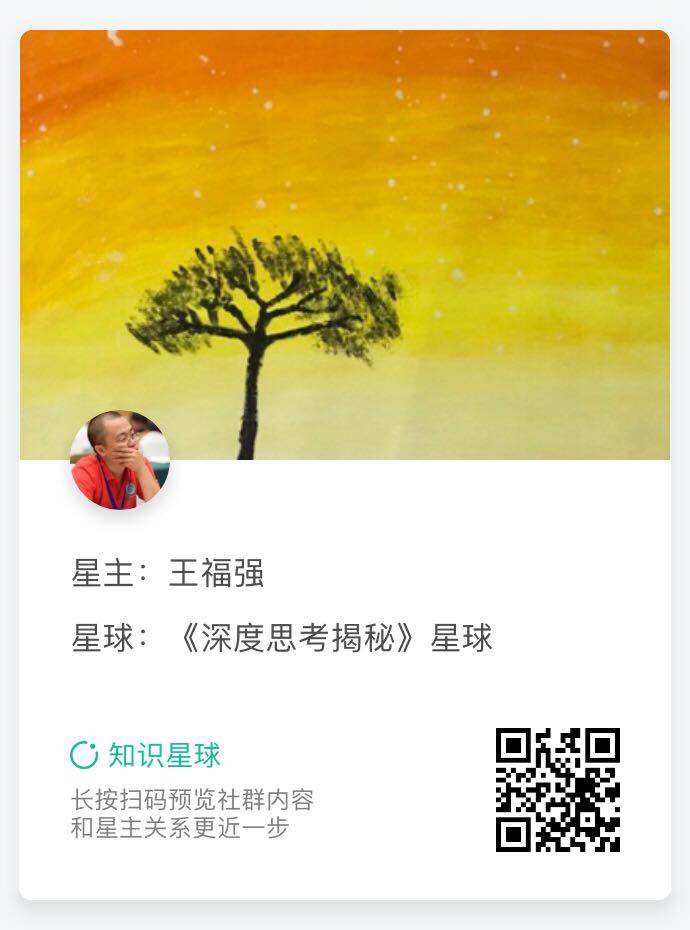 星主：王福强
星球：《深度思考揭秘》星球
知识星球
长按扫码预览社群内容
和星主关系更近一步